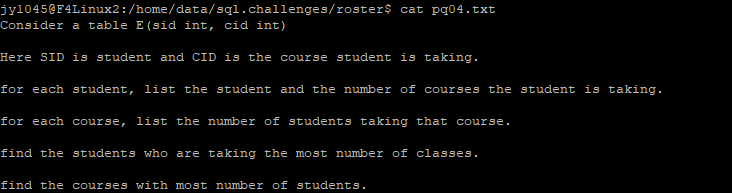 jy1045@F4Linux2:/home/data/sql.challenges/roster$ cat pq04.txt
Consider a table E(sid int, cid int)
Here SID is student and CID is the course student is taking.
for each student, list the student and the number of courses the student is taking.
for each course, list the number of students taking that course.
find the students who are taking the most number of classes.
find the courses with most number of students.